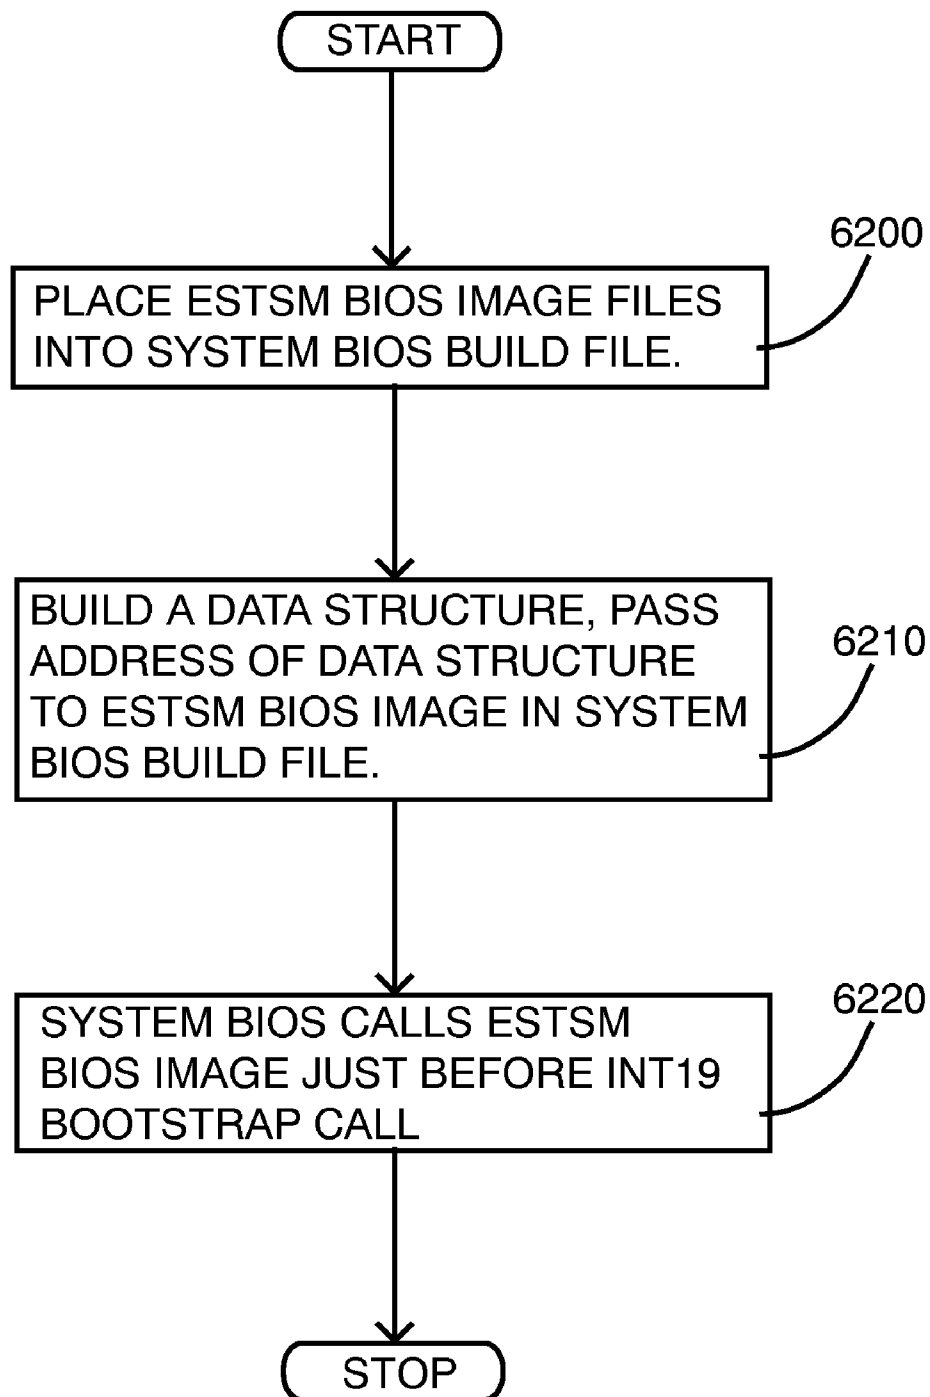 START
6200
PLACE ESTSM BIOS IMAGE FILES
INTO SYSTEM BIOS BUILD FILE.
6210
BUILD A DATA STRUCTURE, PASS
ADDRESS OF DATA STRUCTURE
TO ESTSM BIOS IMAGE IN SYSTEM
BIOS BUILD FILE.
6220
SYSTEM BIOS CALLS ESTSM
BIOS IMAGE JUST BEFORE INT19
BOOTSTRAP CALL
STOP